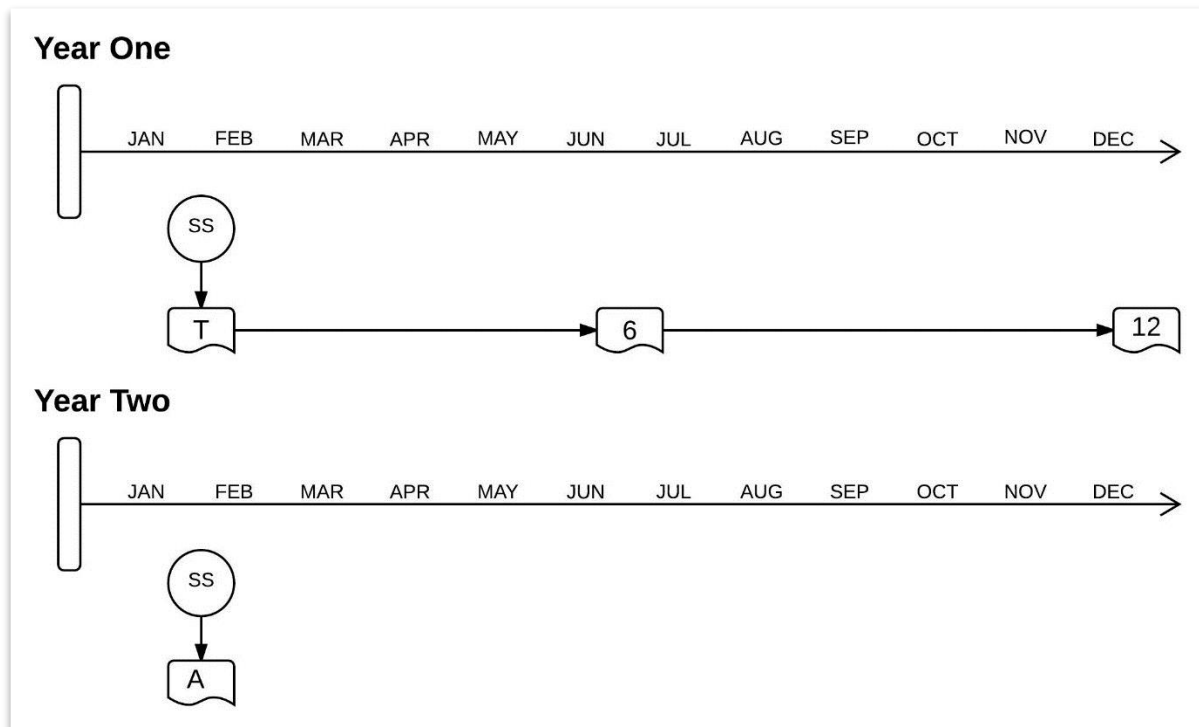 Year One
JAN FEB MAR APR MAY JUN JUL AUG SEP OCT NOV DEC
SS
T 6 12
Year Two
JAN FEB MAR APR MAY JUN JUL AUG SEP OCT NOV DEC
SS
A